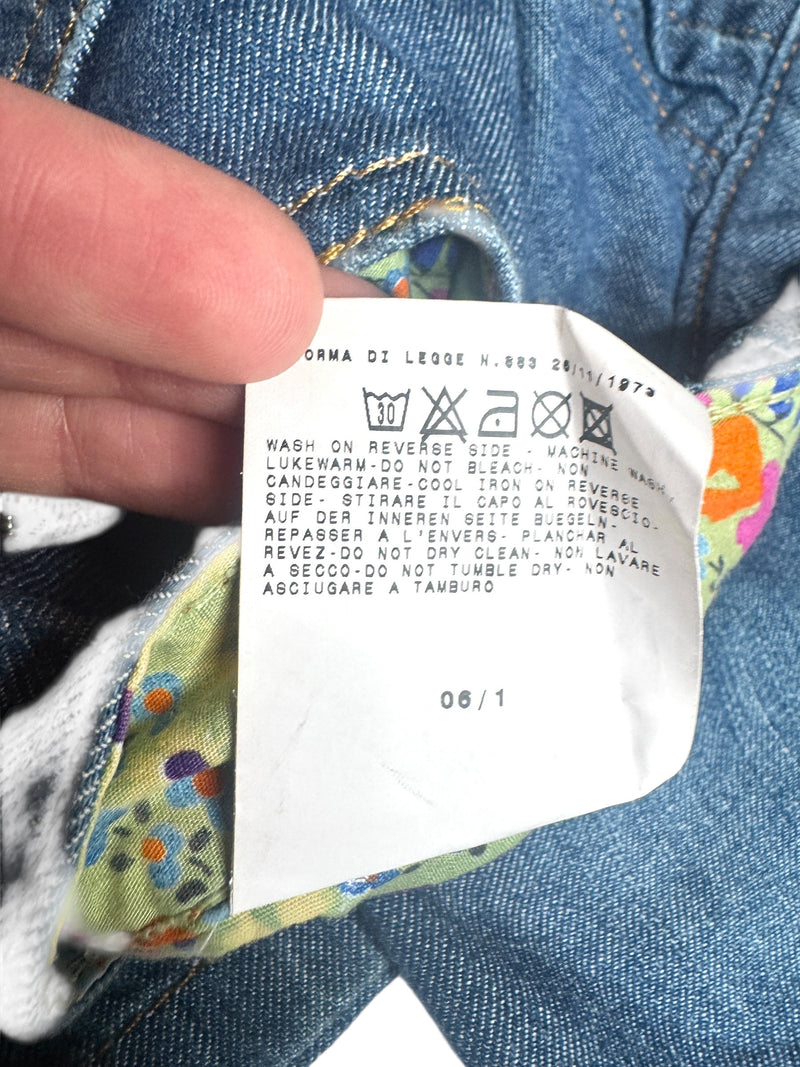 ORMA DI LEGGE N.883 26/11/1973
30
WASH ON REVERSE SIDE - MACHINE WASH
LUKEWARM-DO NOT BLEACH- NON
CANDEGGIARE-COOL IRON ON REVERSE
SIDE- STIRARE IL CAPO AL ROVESCIO-
AUF DER INNEREN SEITE BUEGELN-
REPASSER A L'ENVERS- PLANCHAR AL
REVEZ-DO NOT DRY CLEAN- NON LAVARE
A SECCO-DO NOT TUMBLE DRY- NON
ASCIUGARE A TAMBURO
06/1